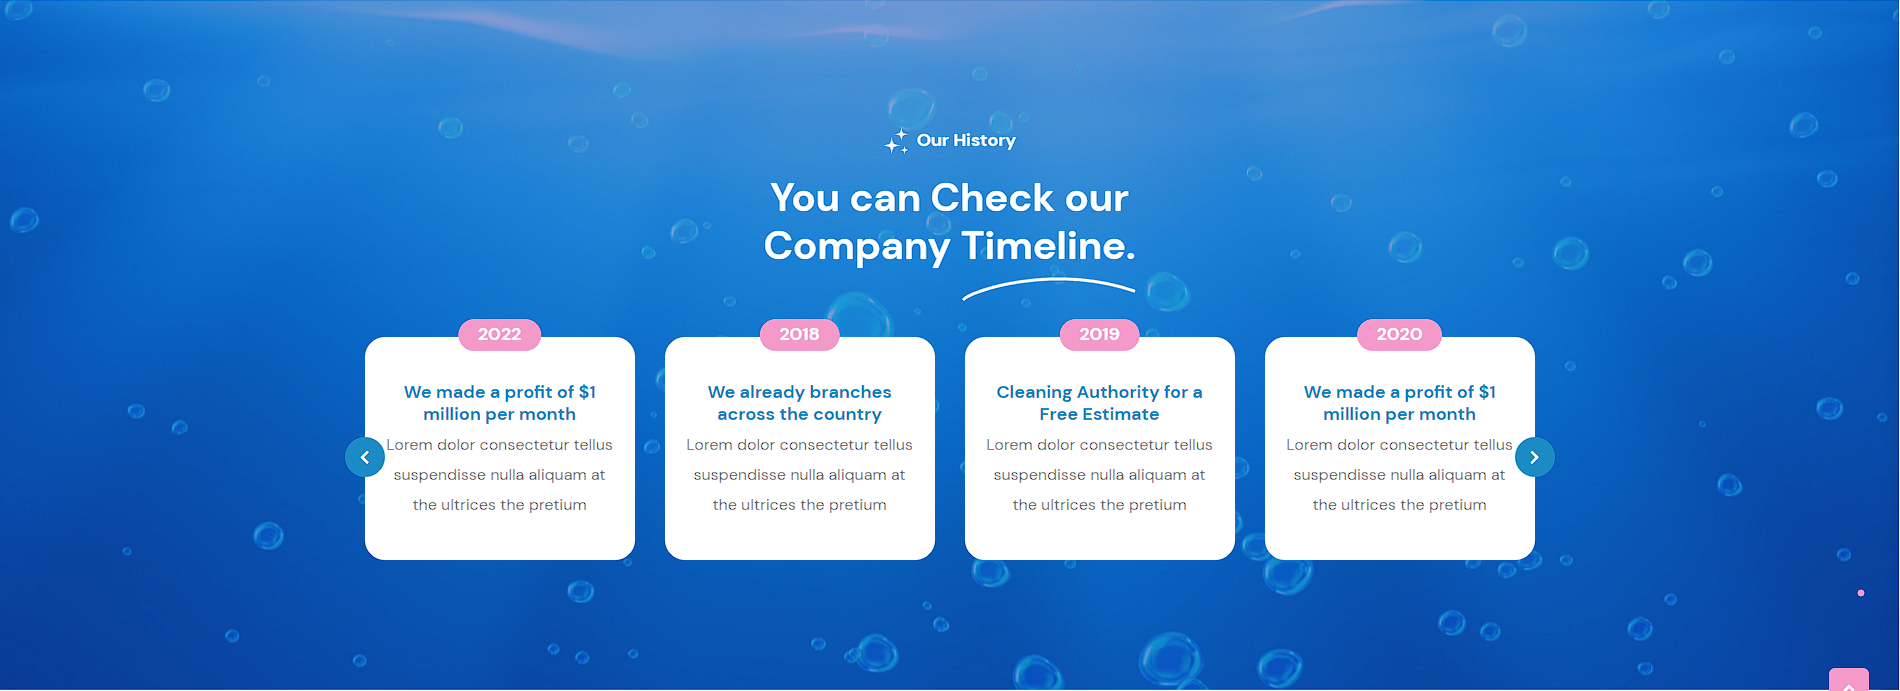 Our History
You can Check our
Company Timeline.
2022
We made a profit of $1
million per month
Lorem dolor consectetur tellus
suspendisse nulla aliquam at
the ultrices the pretium
2018
We already branches
across the country
Lorem dolor consectetur tellus
suspendisse nulla aliquam at
the ultrices the pretium
2019
Cleaning Authority for a
Free Estimate
Lorem dolor consectetur tellus
suspendisse nulla aliquam at
the ultrices the pretium
2020
We made a profit of $1
million per month
Lorem dolor consectetur tellus
suspendisse nulla aliquam at
the ultrices the pretium